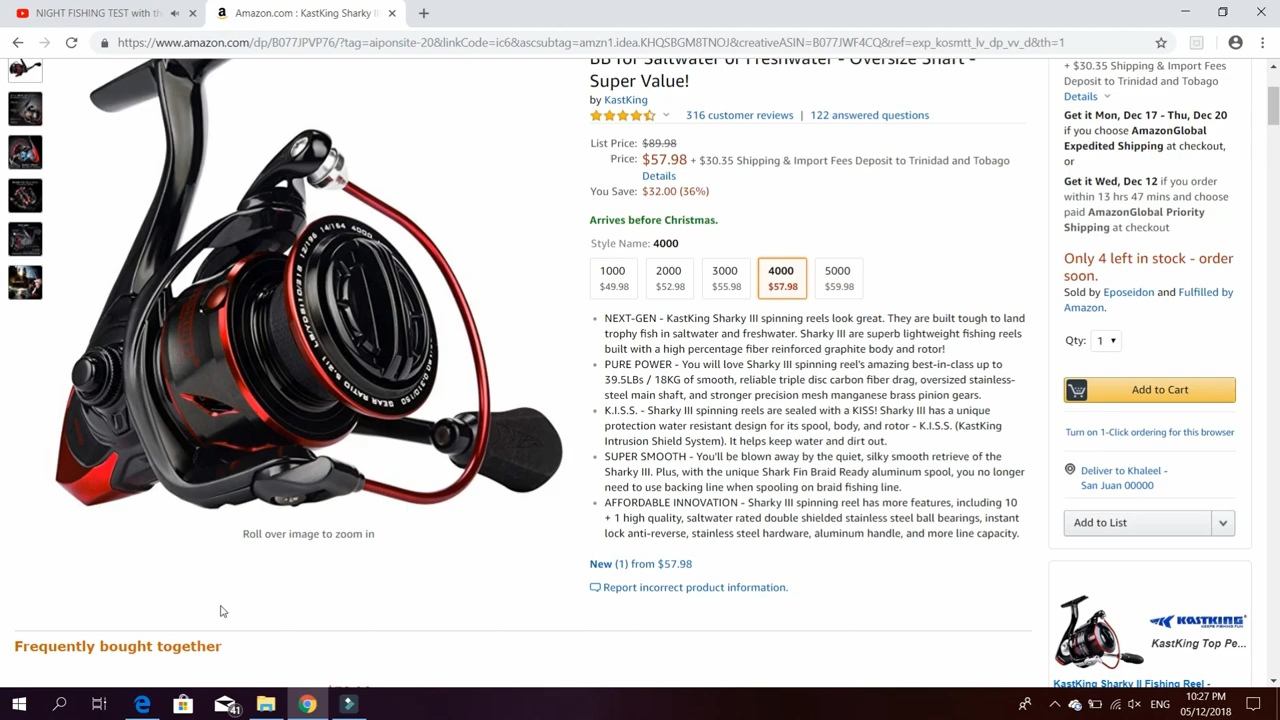 NIGHT FISHING TEST with th
Amazon.com : KastKing Sharky II
https://www.amazon.com/dp/B077JPVP76/?tag=aiponsite-20&linkCode=ic6&ascsubtag=amzn1.idea.KHQSBGM8TNOJ&creativeASIN=B077JWF4CQ&ref=exp_kosmtt_lv_dp_vv_d&th=1
BB for Saltwater or Freshwater - Oversize Shaft -
Super Value!
by KastKing
316 customer reviews | 122 answered questions
List Price: $89.98
Price: $57.98 + $30.35 Shipping & Import Fees Deposit to Trinidad and Tobago
Details
You Save: $32.00 (36%)
Arrives before Christmas.
Style Name: 4000
1000 2000 3000 4000 5000
$49.98 $52.98 $55.98 $57.98 $59.98
NEXT-GEN - KastKing Sharky III spinning reels look great. They are built tough to land
trophy fish in saltwater and freshwater. Sharky III are superb lightweight fishing reels
built with a high percentage fiber reinforced graphite body and rotor!
PURE POWER - You will love Sharky III spinning reel's amazing best-in-class up to
39.5LBs / 18KG of smooth, reliable triple disc carbon fiber drag, oversized stainless-
steel main shaft, and stronger precision mesh manganese brass pinion gears.
K.I.S.S. - Sharky III spinning reels are sealed with a KISS! Sharky III has a unique
protection water resistant design for its spool, body, and rotor - K.I.S.S. (KastKing
Intrusion Shield System). It helps keep water and dirt out.
SUPER SMOOTH - You'll be blown away by the quiet, silky smooth retrieve of the
Sharky III. Plus, with the unique Shark Fin Braid Ready aluminum spool, you no longer
need to use backing line when spooling on braid fishing line.
AFFORDABLE INNOVATION - Sharky III spinning reel has more features, including 10
+ 1 high quality, saltwater rated double shielded stainless steel ball bearings, instant
lock anti-reverse, stainless steel hardware, aluminum handle, and more line capacity.
New (1) from $57.98
Report incorrect product information.
Roll over image to zoom in
Frequently bought together
+ $30.35 Shipping & Import Fees
Deposit to Trinidad and Tobago
Details
Get it Mon, Dec 17 - Thu, Dec 20
if you choose AmazonGlobal
Expedited Shipping at checkout,
or
Get it Wed, Dec 12 if you order
within 13 hrs 47 mins and choose
paid AmazonGlobal Priority
Shipping at checkout
Only 4 left in stock - order
soon.
Sold by Eposeidon and Fulfilled by
Amazon.
Qty: 1
Add to Cart
Turn on 1-Click ordering for this browser
Deliver to Khaleel -
San Juan 00000
Add to List
KASTKING
KastKing Top Pe...
KastKing Sharky II Fishing Reel -
41
ENG
10:27 PM
05/12/2018